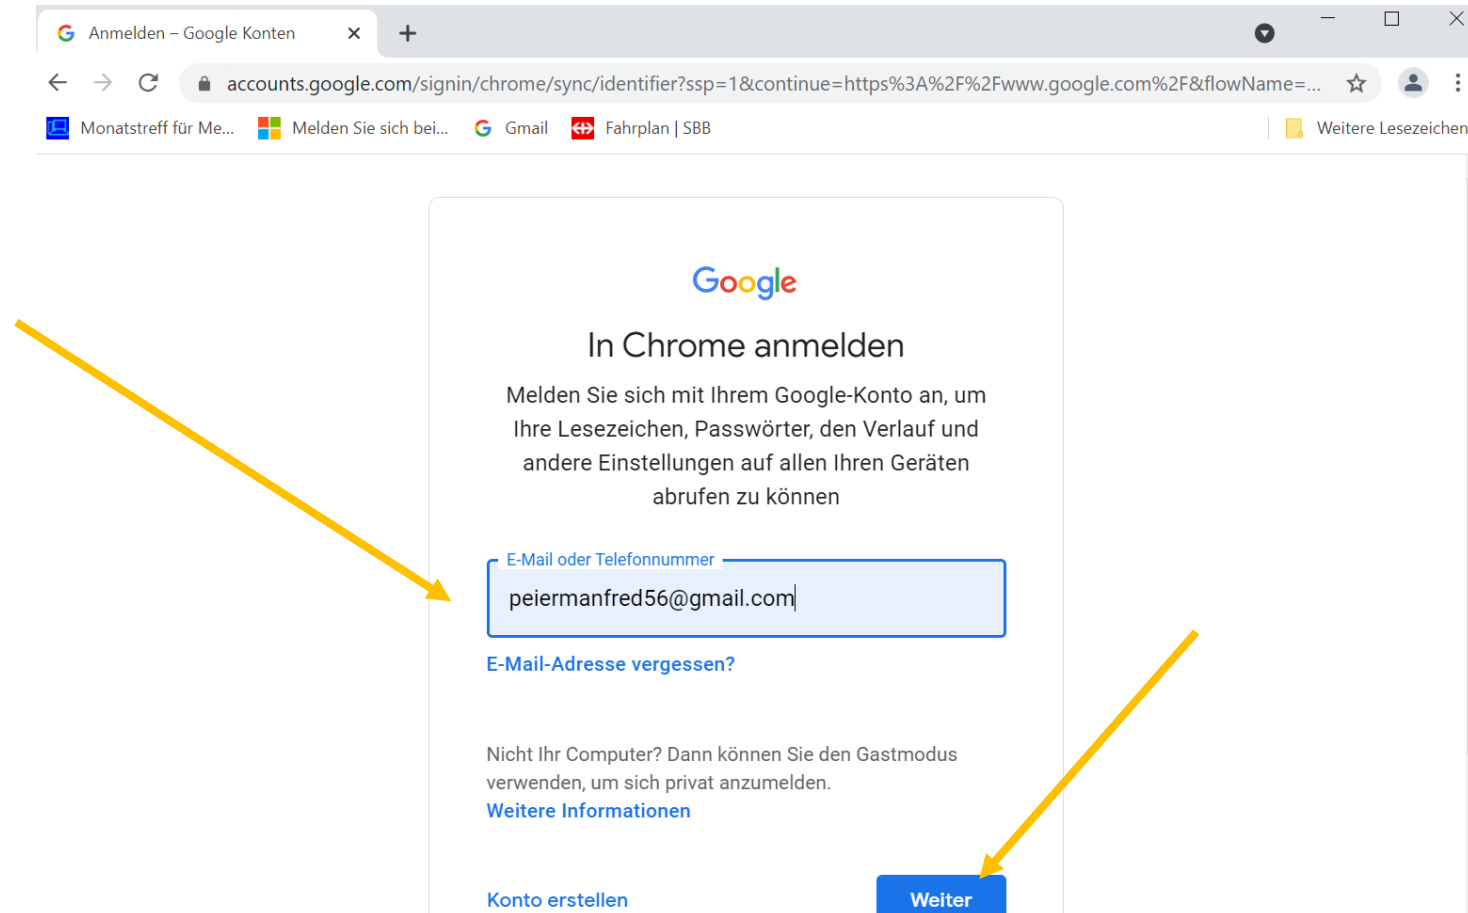 Anmelden – Google Konten
accounts.google.com/signin/chrome/sync/identifier?ssp=1&continue=https%3A%2F%2Fwww.google.com%2F&flowName=...
Monatstreff für Me... Melden Sie sich bei... Gmail Fahrplan | SBB Weitere Lesezeichen
Google
In Chrome anmelden
Melden Sie sich mit Ihrem Google-Konto an, um
Ihre Lesezeichen, Passwörter, den Verlauf und
andere Einstellungen auf allen Ihren Geräten
abrufen zu können
E-Mail oder Telefonnummer
peiermanfred56@gmail.com
E-Mail-Adresse vergessen?
Nicht Ihr Computer? Dann können Sie den Gastmodus
verwenden, um sich privat anzumelden.
Weitere Informationen
Konto erstellen Weiter